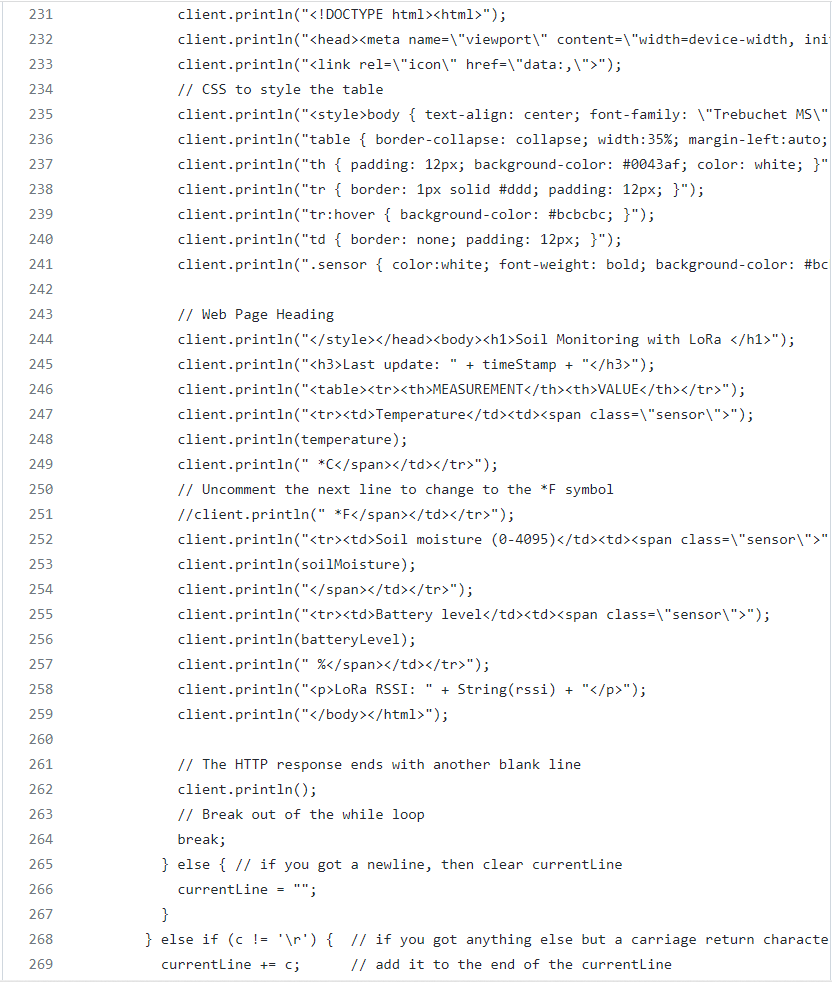 231 client.println("<!DOCTYPE html><html>");
232 client.println("<head><meta name=\"viewport\" content=\"width=device-width, ini
233 client.println("<link rel=\"icon\" href=\"data:,\">");
234 // CSS to style the table
235 client.println("<style>body { text-align: center; font-family: \"Trebuchet MS\"
236 client.println("table { border-collapse: collapse; width:35%; margin-left:auto;
237 client.println("th { padding: 12px; background-color: #0043af; color: white; }"
238 client.println("tr { border: 1px solid #ddd; padding: 12px; }");
239 client.println("tr:hover { background-color: #bcbcbc; }");
240 client.println("td { border: none; padding: 12px; }");
241 client.println(".sensor { color:white; font-weight: bold; background-color: #bc
242
243 // Web Page Heading
244 client.println("</style></head><body><h1>Soil Monitoring with LoRa </h1>");
245 client.println("<h3>Last update: " + timeStamp + "</h3>");
246 client.println("<table><tr><th>MEASUREMENT</th><th>VALUE</th></tr>");
247 client.println("<tr><td>Temperature</td><td><span class=\"sensor\">");
248 client.println(temperature);
249 client.println(" *C</span></td></tr>");
250 // Uncomment the next line to change to the *F symbol
251 //client.println(" *F</span></td></tr>");
252 client.println("<tr><td>Soil moisture (0-4095)</td><td><span class=\"sensor\">"
253 client.println(soilMoisture);
254 client.println("</span></td></tr>");
255 client.println("<tr><td>Battery level</td><td><span class=\"sensor\">");
256 client.println(batteryLevel);
257 client.println(" %</span></td></tr>");
258 client.println("<p>LoRa RSSI: " + String(rssi) + "</p>");
259 client.println("</body></html>");
260
261 // The HTTP response ends with another blank line
262 client.println();
263 // Break out of the while loop
264 break;
265 } else { // if you got a newline, then clear currentLine
266 currentLine = "";
267 }
268 } else if (c != '\r') {  // if you got anything else but a carriage return characte
269 currentLine += c;      // add it to the end of the currentLine